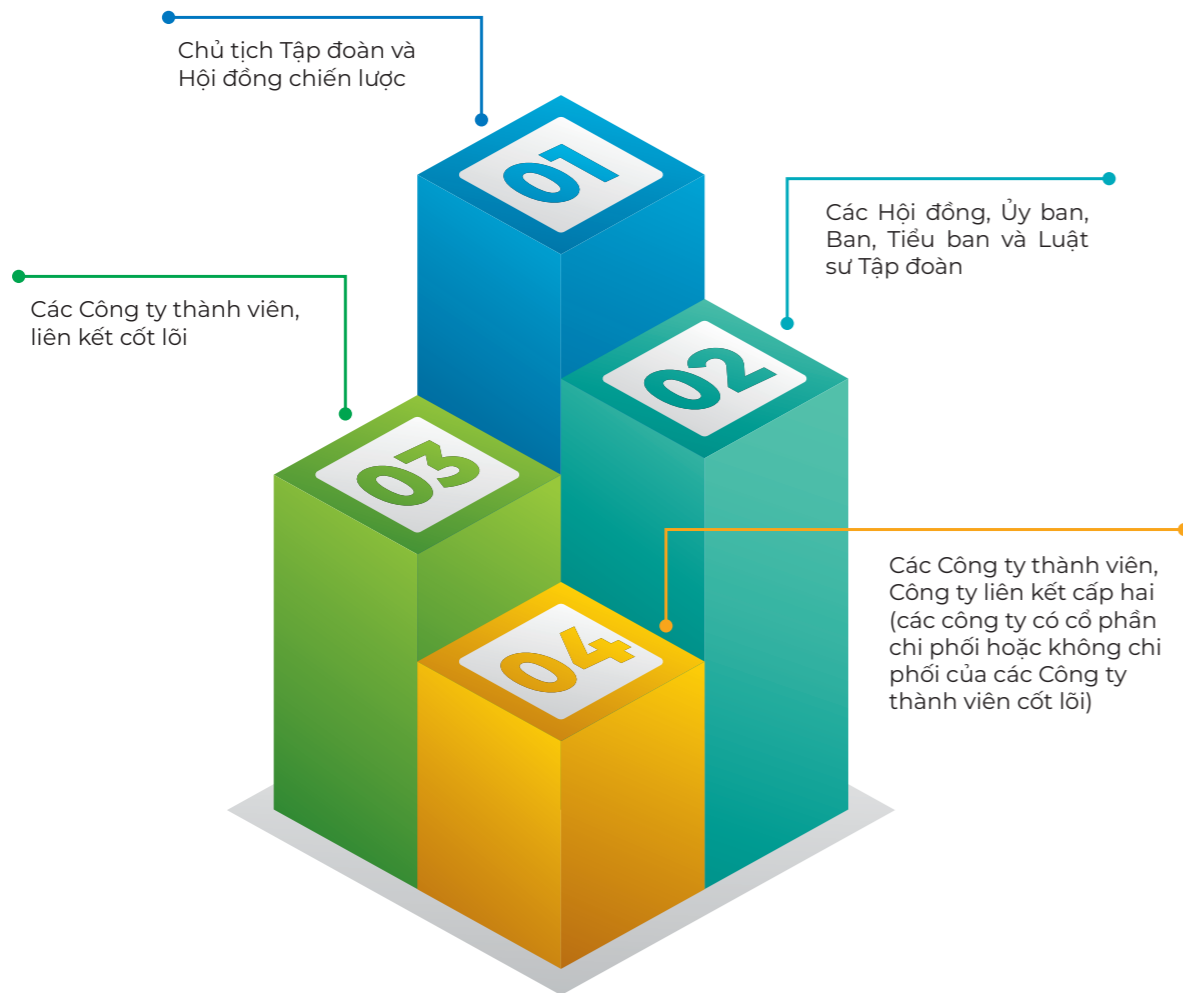 Chủ tịch Tập đoàn và
Hội đồng chiến lược
01
Các Hội đồng, Ủy ban,
Ban, Tiểu ban và Luật
sư Tập đoàn
02
Các Công ty thành viên,
liên kết cốt lõi
03
Các Công ty thành viên,
Công ty liên kết cấp hai
(các công ty có cổ phần
chi phối hoặc không chi
phối của các Công ty
thành viên cốt lõi)
04